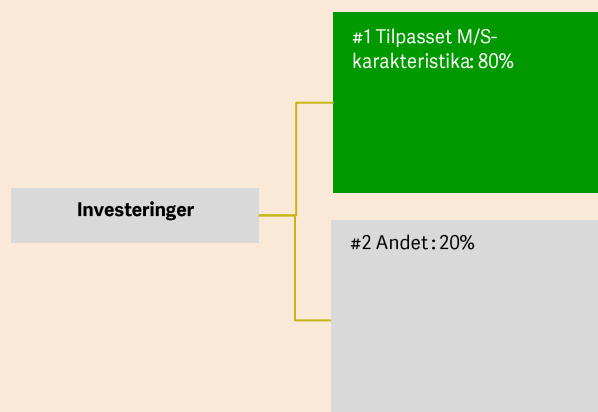 #1 Tilpasset M/S-
karakteristika: 80%
Investeringer
#2 Andet: 20%